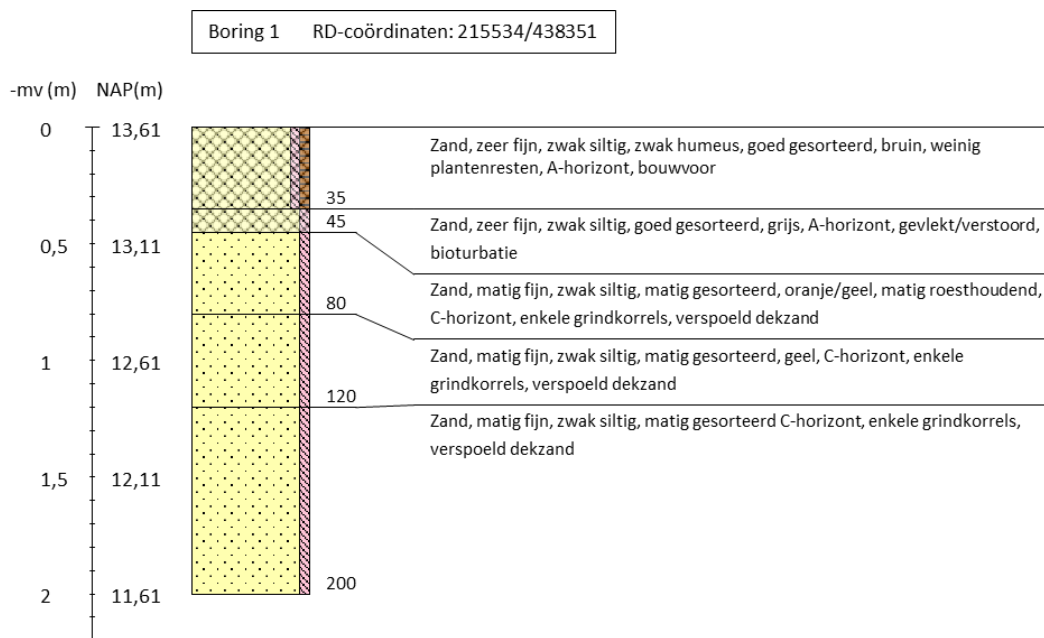 Boring 1 RD-coördinaten: 215534/438351
-mv (m) NAP(m)
0 13,61
Zand, zeer fijn, zwak siltig, zwak humeus, goed gesorteerd, bruin, weinig
plantenresten, A-horizont, bouwvoor
35
45
Zand, zeer fijn, zwak siltig, goed gesorteerd, grijs, A-horizont, gevlekt/verstoord,
0,5 13,11
bioturbatie
Zand, matig fijn, zwak siltig, matig gesorteerd, oranje/geel, matig roesthoudend,
80
C-horizont, enkele grindkorrels, verspoeld dekzand
1 12,61
Zand, matig fijn, zwak siltig, matig gesorteerd, geel, C-horizont, enkele
grindkorrels, verspoeld dekzand
120
Zand, matig fijn, zwak siltig, matig gesorteerd C-horizont, enkele grindkorrels,
verspoeld dekzand
1,5 12,11
200
2 11,61